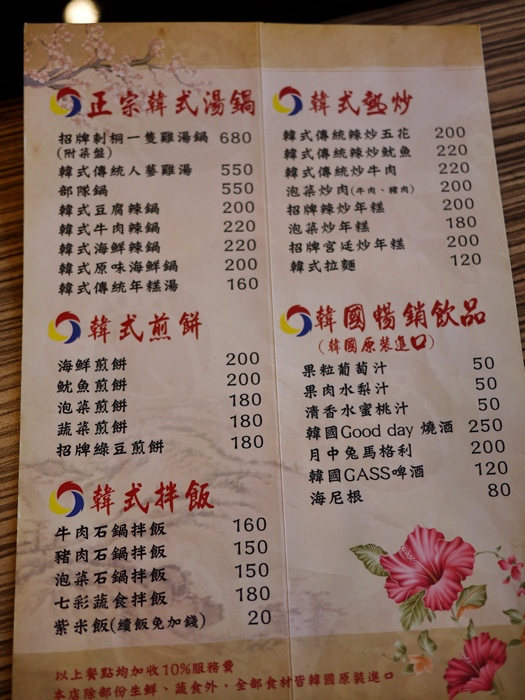 正宗韓式湯鍋
招牌刺桐一隻雞湯鍋 680
(附菜盤)
韓式傳統人蔘雞湯 550
部隊鍋 550
韓式豆腐辣鍋 200
韓式牛肉辣鍋 220
韓式海鮮辣鍋 220
韓式原味海鮮鍋 200
韓式傳統年糕湯 160
韓式煎餅
海鮮煎餅 200
魷魚煎餅 200
泡菜煎餅 180
蔬菜煎餅 180
招牌綠豆煎餅 180
韓式拌飯
牛肉石鍋拌飯 160
豬肉石鍋拌飯 150
泡菜石鍋拌飯 150
七彩蔬食拌飯 180
紫米飯(續飯免加錢) 20
韓式熱炒
韓式傳統辣炒五花 200
韓式傳統辣炒魷魚 220
韓式傳統炒牛肉 220
泡菜炒肉(牛肉、豬肉) 200
招牌辣炒年糕 200
泡菜炒年糕 180
招牌宮廷炒年糕 200
韓式拉麵 120
韓國暢銷飲品
(韓國原裝進口)
果粒葡萄汁 50
果肉水梨汁 50
清香水蜜桃汁 50
韓國Good day 燒酒 250
月中兔馬格利 200
韓國GASS啤酒 120
海尼根 80
以上餐點均加收10%服務費
本店除部份生鮮、蔬食外，全部食材皆韓國原裝進口